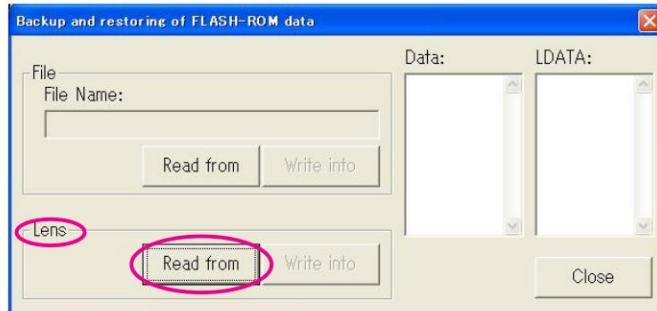 Backup and restoring of FLASH-ROM data
File
File Name:
Read from
Write into
Data:
LDATA:
Lens
Read from
Write into
Close